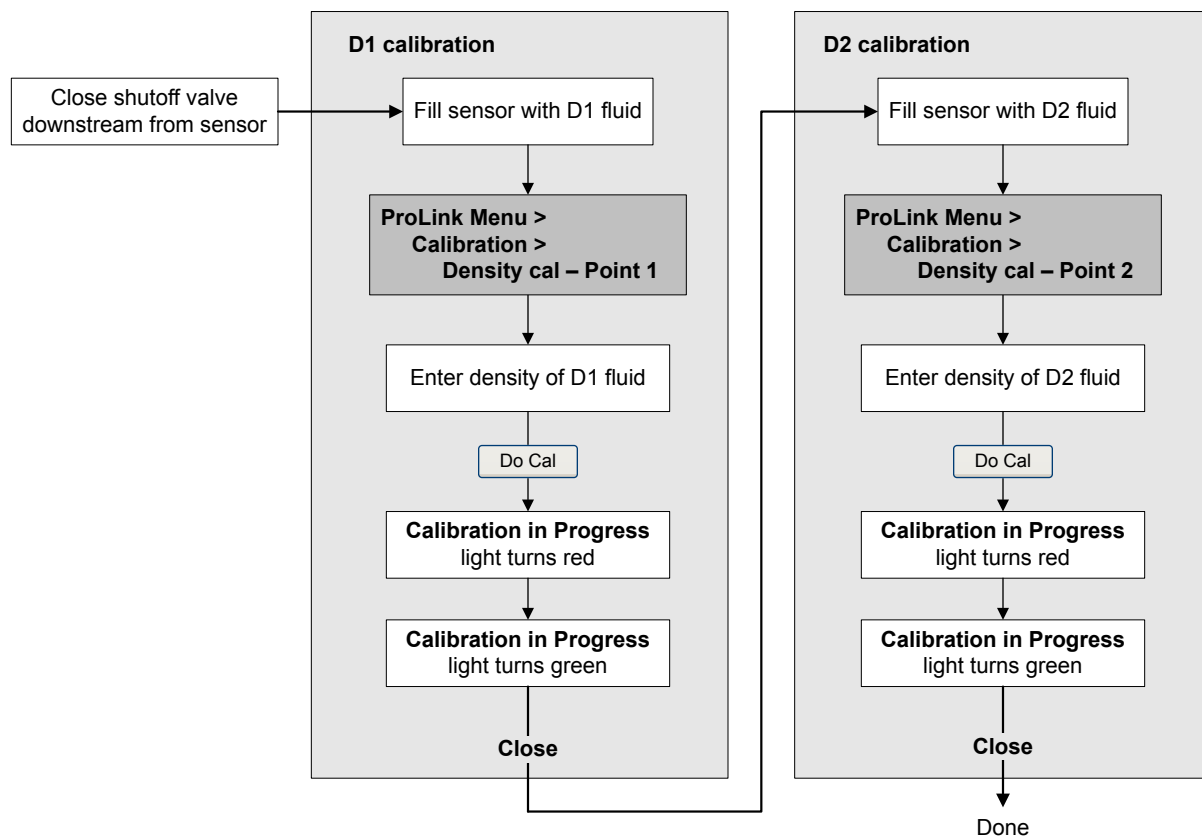 Close shutoff valve
downstream from sensor
D1 calibration
Fill sensor with D1 fluid
ProLink Menu >
Calibration >
Density cal – Point 1
Enter density of D1 fluid
Do Cal
Calibration in Progress
light turns red
Calibration in Progress
light turns green
Close
D2 calibration
Fill sensor with D2 fluid
ProLink Menu >
Calibration >
Density cal – Point 2
Enter density of D2 fluid
Do Cal
Calibration in Progress
light turns red
Calibration in Progress
light turns green
Close
Done